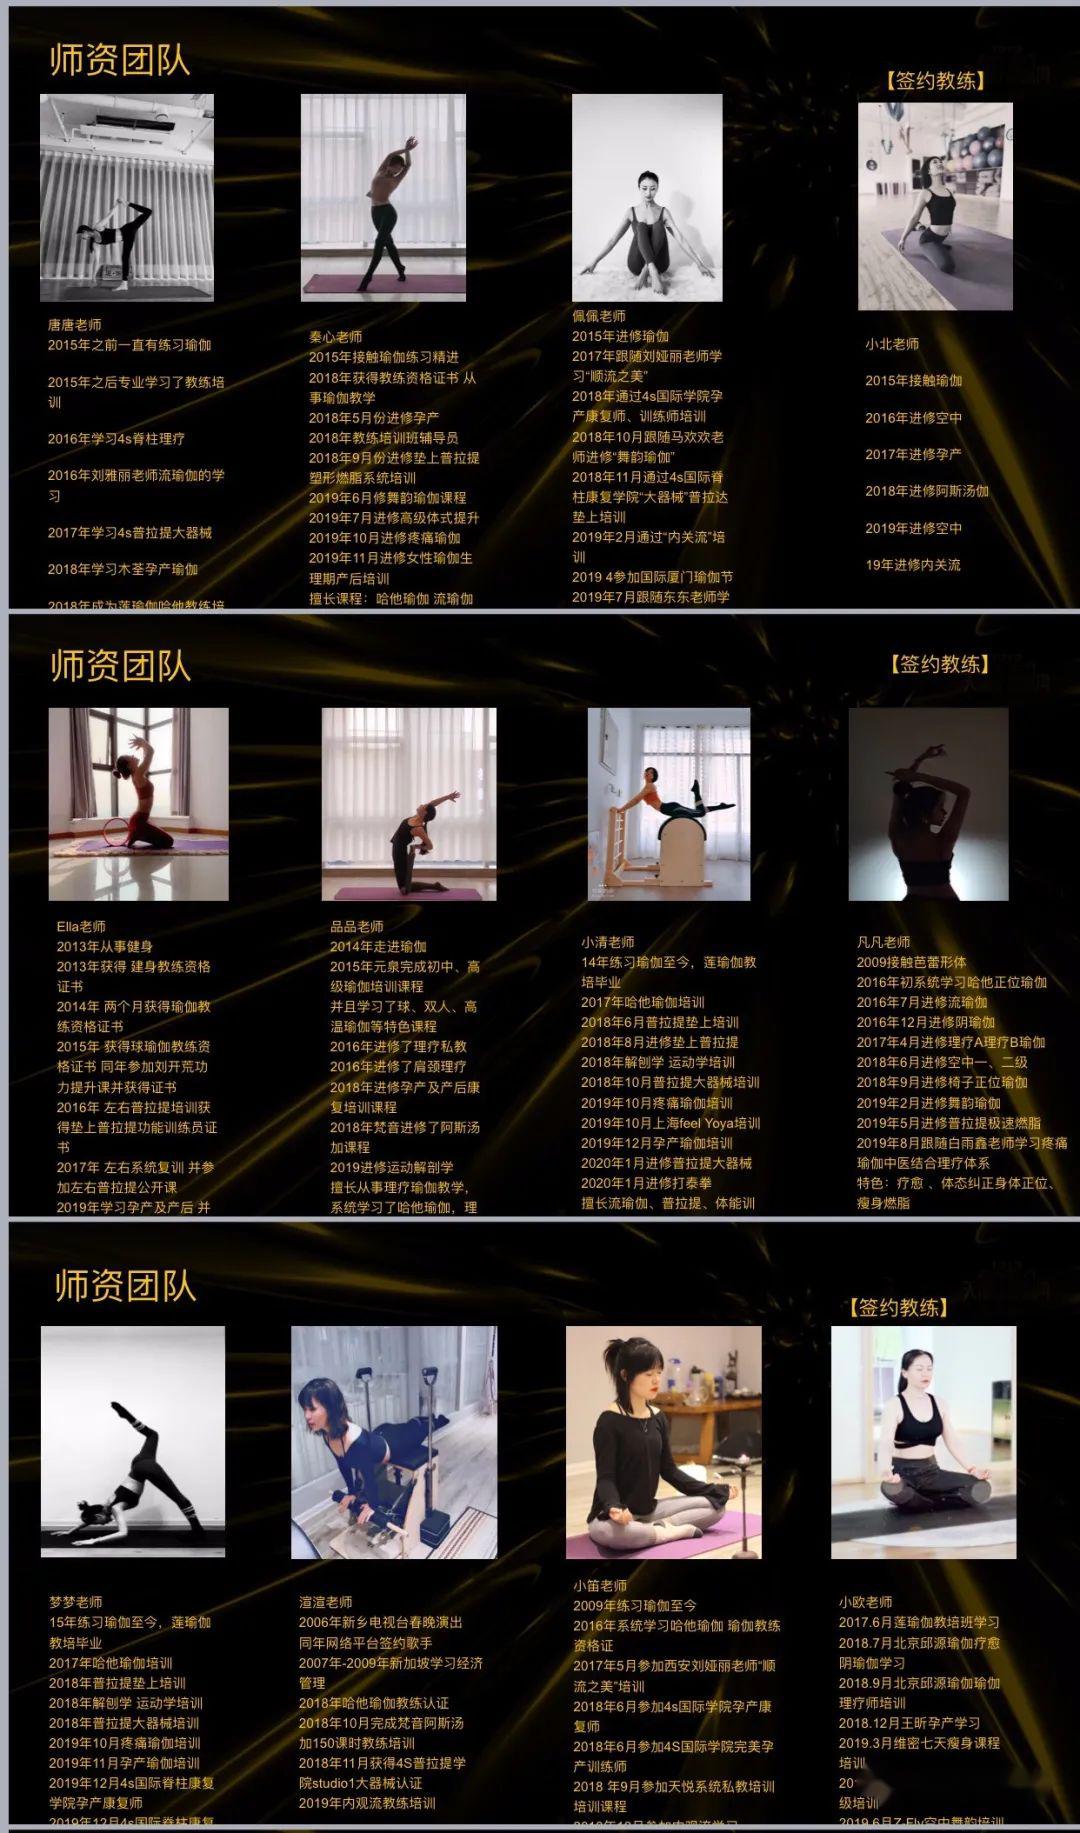 师资团队
【签约教练】
唐唐老师
2015年之前一直有练习瑜伽
2015年之后专业学习了教练培
训
2016年学习4s脊柱理疗
2016年刘雅丽老师流瑜伽的学
习
2017年学习4s普拉提大器械
2018年学习木荃孕产瑜伽
2018年成为莲瑜伽哈他教练培
秦心老师
2015年接触瑜伽练习精进
2018年获得教练资格证书 从
事瑜伽教学
2018年5月份进修孕产
2018年教练培训班辅导员
2018年9月份进修垫上普拉提
塑形燃脂系统培训
2019年6月修舞韵瑜伽课程
2019年7月进修高级体式提升
2019年10月进修疼痛瑜伽
2019年11月进修女性瑜伽生
理期产后培训
擅长课程：哈他瑜伽 流瑜伽
佩佩老师
2015年进修瑜伽
2017年跟随刘娅丽老师学
习“顺流之美”
2018年通过4s国际学院孕
产康复师、训练师培训
2018年10月跟随马欢欢老
师进修“舞韵瑜伽”
2018年11月通过4s国际脊
柱康复学院“大器械”普拉达
垫上培训
2019年2月通过“内关流”培
训
2019 4参加国际厦门瑜伽节
2019年7月跟随东东老师学
小北老师
2015年接触瑜伽
2016年进修空中
2017年进修孕产
2018年进修阿斯汤伽
2019年进修空中
19年进修内关流
师资团队
【签约教练】
Ella老师
2013年从事健身
2013年获得 建身教练资格
证书
2014年 两个月获得瑜伽教
练资格证书
2015年 获得球瑜伽教练资
格证书 同年参加刘开荒功
力提升课并获得证书
2016年 左右普拉提培训获
得垫上普拉提功能训练员证
书
2017年 左右系统复训 并参
加左右普拉提公开课
2019年学习孕产及产后 并
品品老师
2014年走进瑜伽
2015年元泉完成初中、高
级瑜伽培训课程
并且学习了球、双人、高
温瑜伽等特色课程
2016年进修了理疗私教
2016年进修了肩颈理疗
2018年进修孕产及产后康
复培训课程
2018年梵音进修了阿斯汤
加课程
2019进修运动解剖学
擅长从事理疗瑜伽教学，
系统学习了哈他瑜伽，理
小清老师
14年练习瑜伽至今，莲瑜伽教
培毕业
2017年哈他瑜伽培训
2018年6月普拉提垫上培训
2018年8月进修垫上普拉提
2018年解刨学 运动学培训
2018年10月普拉提大器械培训
2019年10月疼痛瑜伽培训
2019年10月上海feel Yoya培训
2019年12月孕产瑜伽培训
2020年1月进修普拉提大器械
2020年1月进修打泰拳
擅长流瑜伽、普拉提、体能训
凡凡老师
2009接触芭蕾形体
2016年初系统学习哈他正位瑜伽
2016年7月进修流瑜伽
2016年12月进修阴瑜伽
2017年4月进修理疗A理疗B瑜伽
2018年6月进修空中一、二级
2018年9月进修椅子正位瑜伽
2019年2月进修舞韵瑜伽
2019年5月进修普拉提极速燃脂
2019年8月跟随白雨鑫老师学习疼痛
瑜伽中医结合理疗体系
特色：疗愈 、体态纠正身体正位、
瘦身燃脂
师资团队
【签约教练】
梦梦老师
15年练习瑜伽至今，莲瑜伽
教培毕业
2017年哈他瑜伽培训
2018年普拉提垫上培训
2018年解刨学 运动学培训
2018年普拉提大器械培训
2019年10月疼痛瑜伽培训
2019年11月孕产瑜伽培训
2019年12月4s国际脊柱康复
学院孕产康复师
2019年12月4s国际脊柱康复
渲渲老师
2006年新乡电视台春晚演出
同年网络平台签约歌手
2007年-2009年新加坡学习经济
管理
2018年哈他瑜伽教练认证
2018年10月完成梵音阿斯汤
加150课时教练培训
2018年11月获得4S普拉提学
院studio1大器械认证
2019年内观流教练培训
小笛老师
2009年练习瑜伽至今
2016年系统学习哈他瑜伽 瑜伽教练
资格证
2017年5月参加西安刘娅丽老师“顺
流之美”培训
2018年6月参加4s国际学院孕产康
复师
2018年6月参加4S国际学院完美孕
产训练师
2018 年9月参加天悦系统私教培训
培训课程
小欧老师
2017.6月莲瑜伽教培班学习
2018.7月北京邱源瑜伽疗愈
阴瑜伽学习
2018.9月北京邱源瑜伽瑜伽
理疗师培训
2018.12月王昕孕产学习
2019.3月维密七天瘦身课程
培训
20
级培训
2019.6月Z-Fly空中舞韵培训